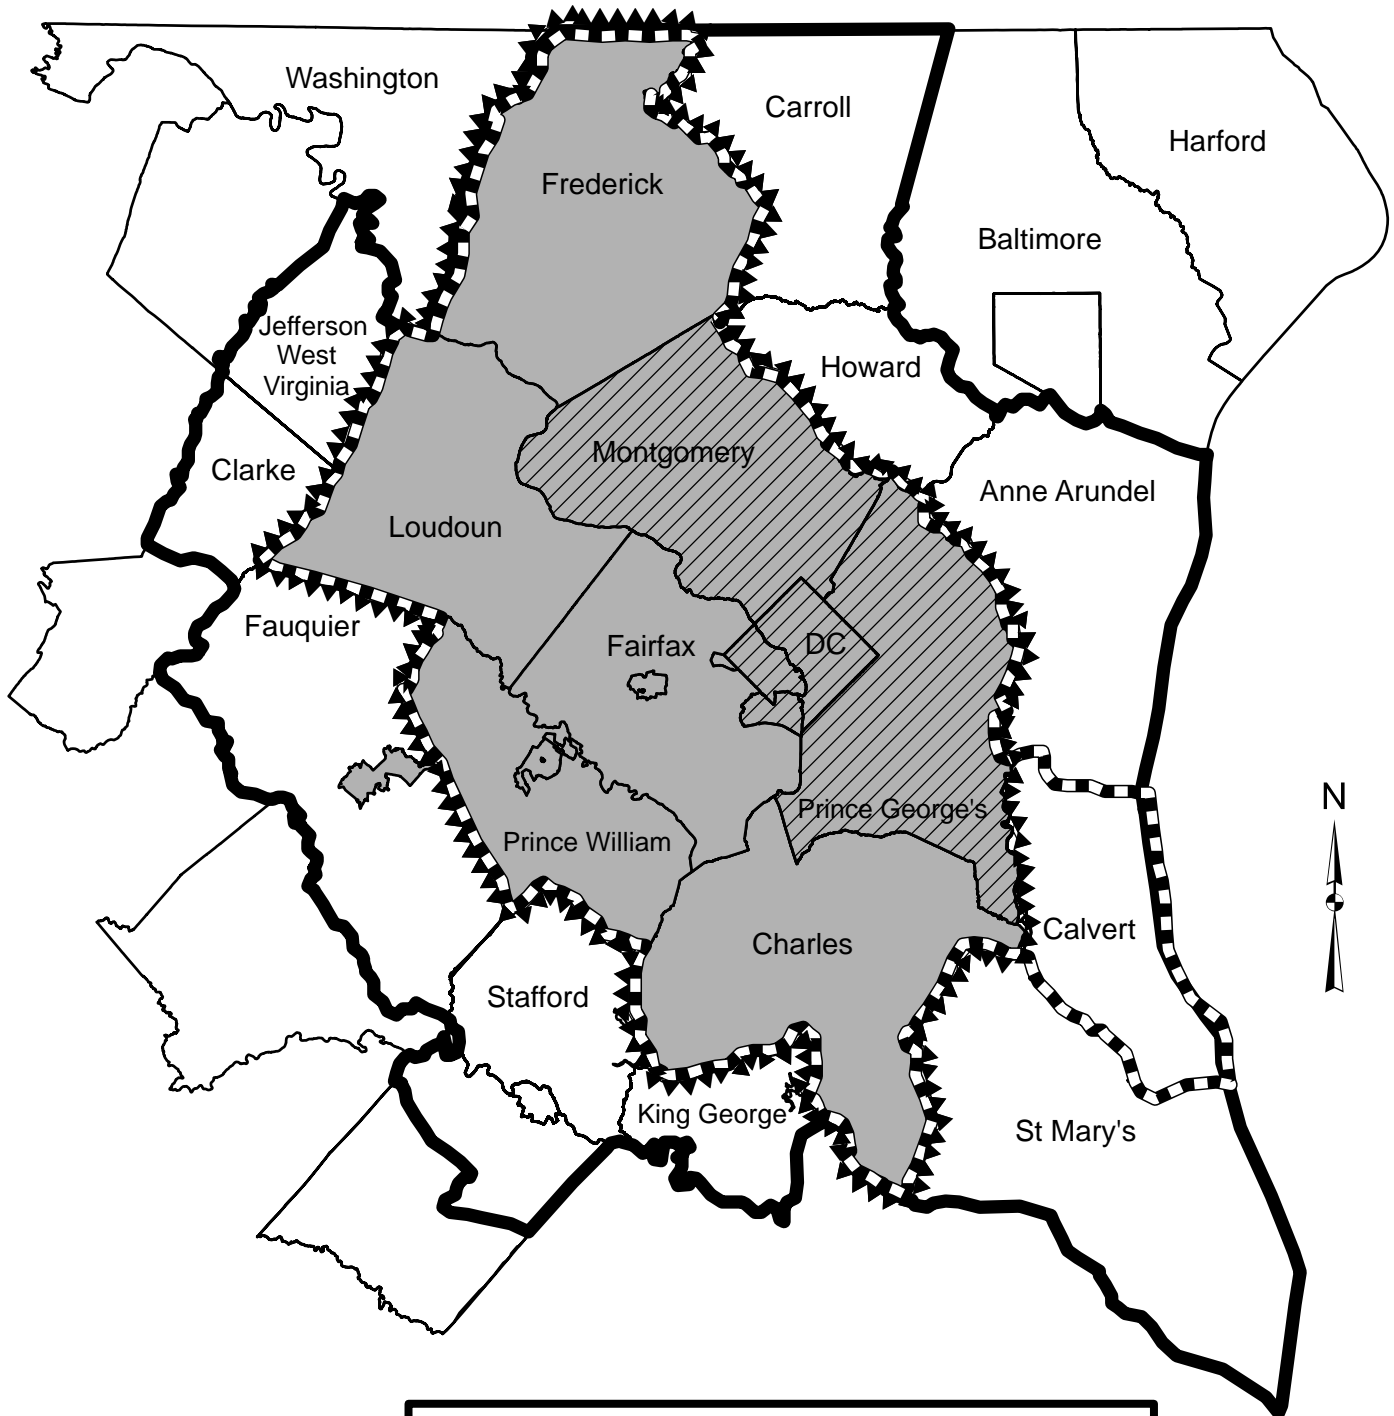 Washington
Carroll
Harford
Frederick
Baltimore
Jefferson
West
Virginia
Howard
Montgomery
Clarke
Anne Arundel
Loudoun
Fauquier
Fairfax
DC
N
Prince George's
Prince William
Calvert
Charles
Stafford
King George
St Mary's